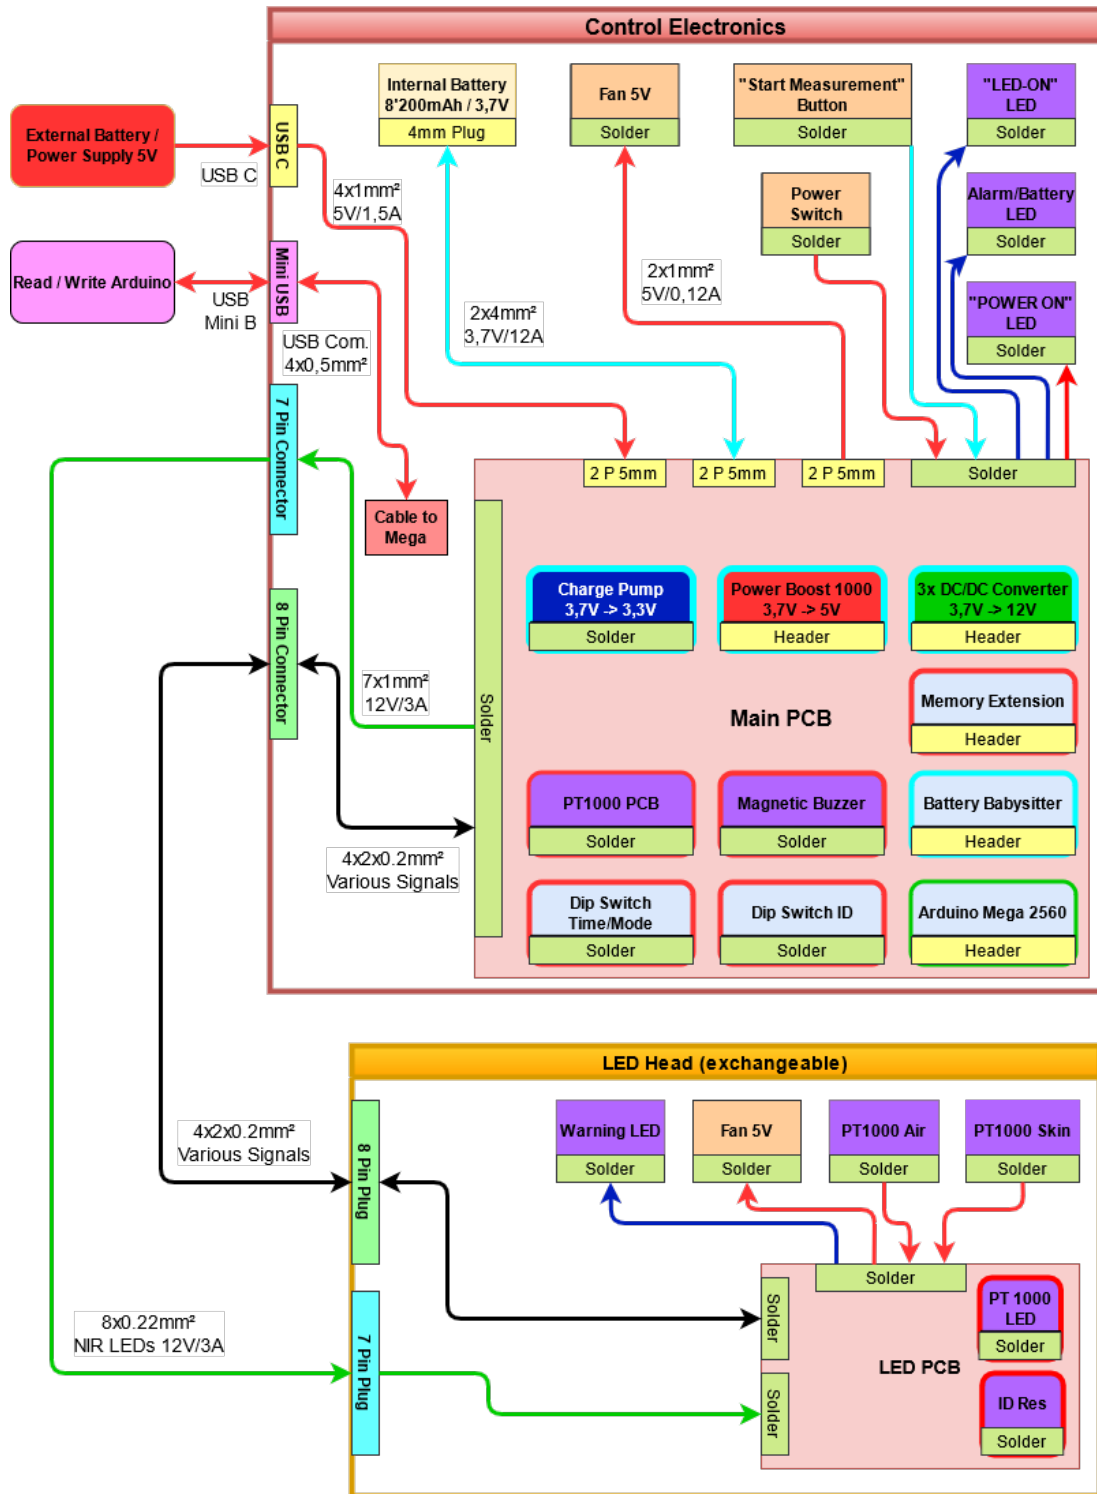 Control Electronics
External Battery /
Power Supply 5V
USB C
USB C
Internal Battery
8'200mAh / 3,7V
4mm Plug
Fan 5V
Solder
"Start Measurement"
Button
Solder
"LED-ON"
LED
Solder
4x1mm²
5V/1,5A
Power
Switch
Solder
Alarm/Battery
LED
Solder
Read / Write Arduino
USB
Mini B
Mini USB
2x1mm²
5V/0,12A
"POWER ON"
LED
Solder
2x4mm²
3,7V/12A
USB Com.
4x0,5mm²
7 Pin Connector
2 P 5mm
2 P 5mm
2 P 5mm
Solder
Cable to
Mega
Charge Pump
3,7V -> 3,3V
Solder
Power Boost 1000
3,7V -> 5V
Header
3x DC/DC Converter
3,7V -> 12V
Header
8 Pin Connector
7x1mm²
12V/3A
Solder
Main PCB
Memory Extension
Header
PT1000 PCB
Solder
Magnetic Buzzer
Solder
Battery Babysitter
Header
4x2x0.2mm²
Various Signals
Dip Switch
Time/Mode
Solder
Dip Switch ID
Solder
Arduino Mega 2560
Header
LED Head (exchangeable)
4x2x0.2mm²
Various Signals
8 Pin Plug
Warning LED
Solder
Fan 5V
Solder
PT1000 Air
Solder
PT1000 Skin
Solder
Solder
Solder
PT 1000
LED
Solder
8x0.22mm²
NIR LEDs 12V/3A
7 Pin Plug
LED PCB
Solder
ID Res
Solder